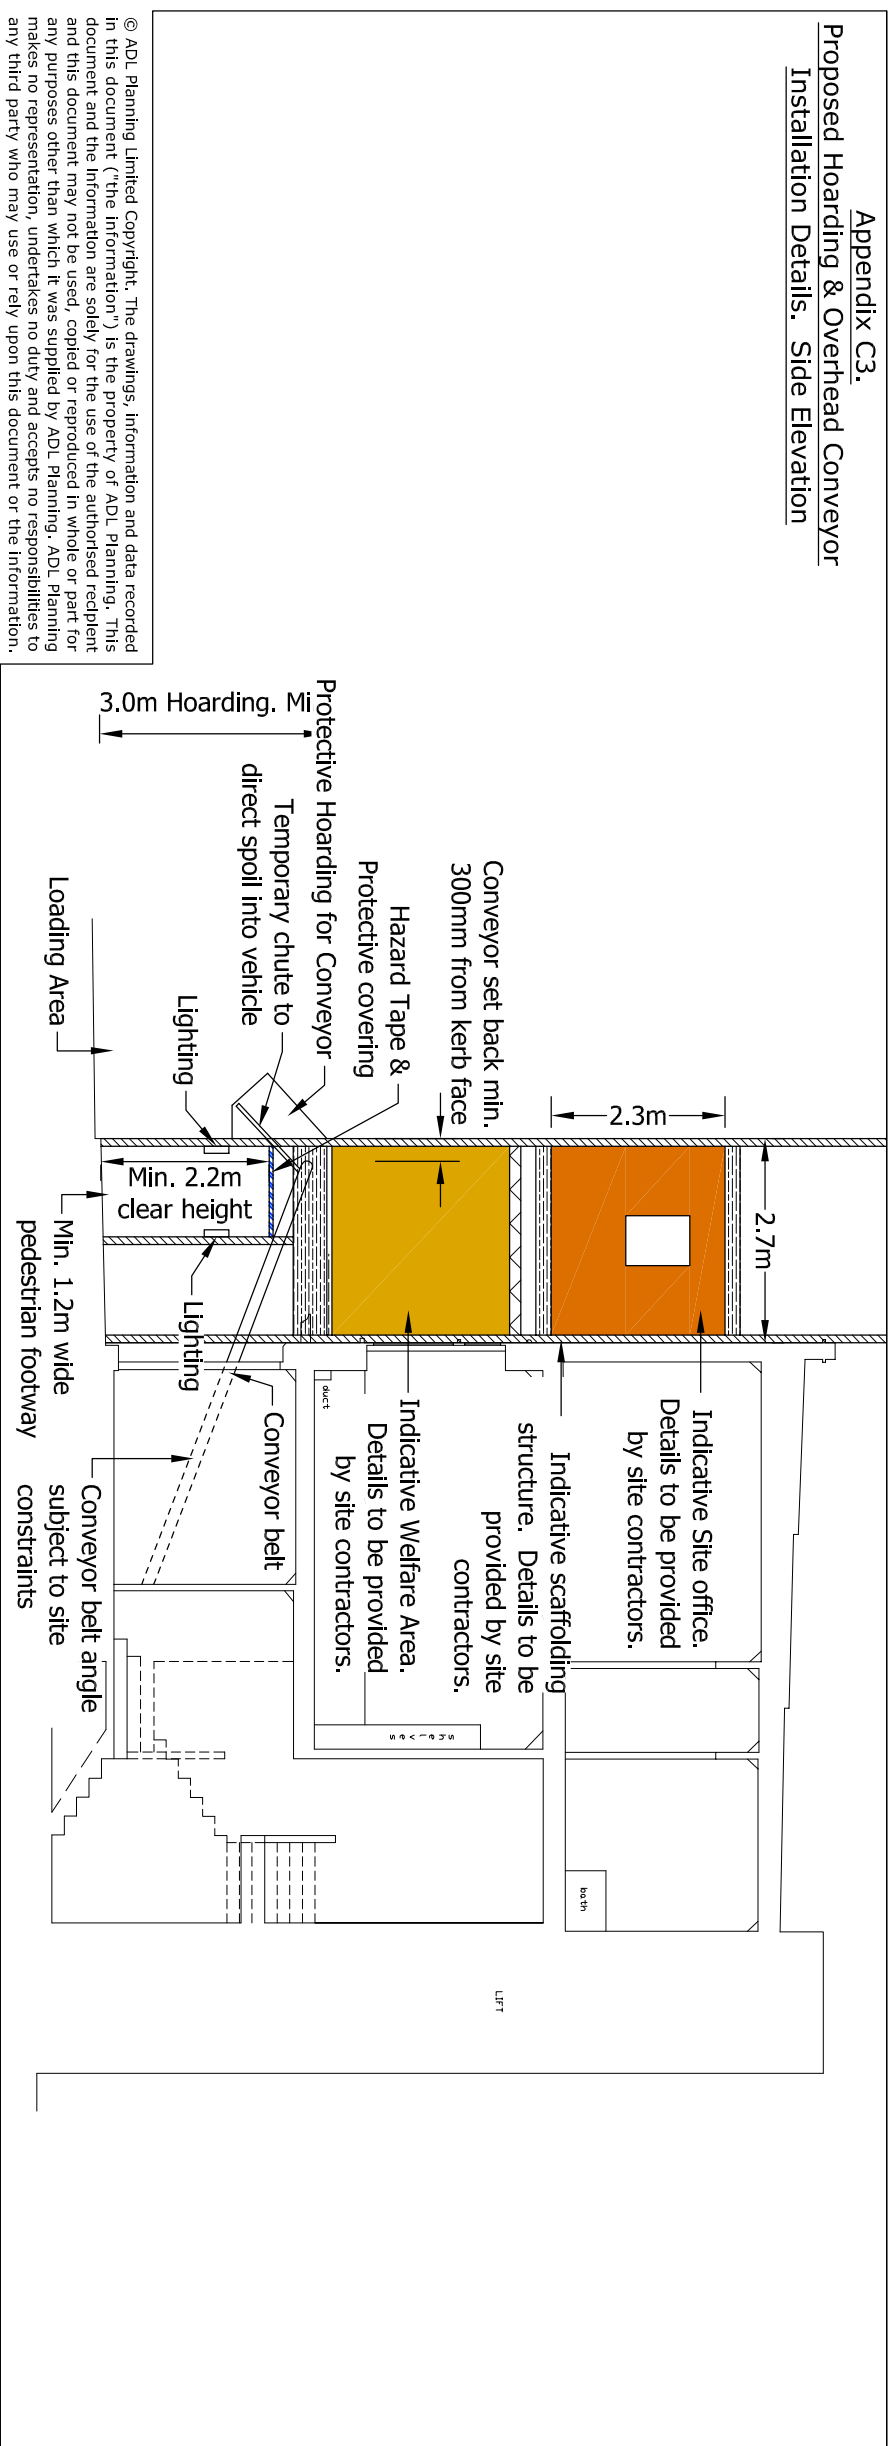 Appendix C3.
Proposed Hoarding & Overhead Conveyor
Installation Details. Side Elevation
2.3m
2.7m
Indicative Site office.
Details to be provided
by site contractors.
Indicative scaffolding
structure. Details to be
provided by site
contractors.
Conveyor set back min.
300mm from kerb face
Hazard Tape &
Protective covering
Protective Hoarding for Conveyor
Temporary chute to
direct spoil into vehicle
3.0m Hoarding. Mi
Indicative Welfare Area.
Details to be provided
by site contractors.
Lighting
Loading Area
Min. 2.2m
clear height
Lighting
Min. 1.2m wide
pedestrian footway
Conveyor belt
Conveyor belt angle
subject to site
constraints
duct
shelves
bath
LIFT
© ADL Planning Limited Copyright. The drawings, information and data recorded
in this document ("the information") is the property of ADL Planning. This
document and the Information are solely for the use of the authorised recipient
and this document may not be used, copied or reproduced in whole or part for
any purposes other than which it was supplied by ADL Planning. ADL Planning
makes no representation, undertakes no duty and accepts no responsibilities to
any third party who may use or rely upon this document or the information.